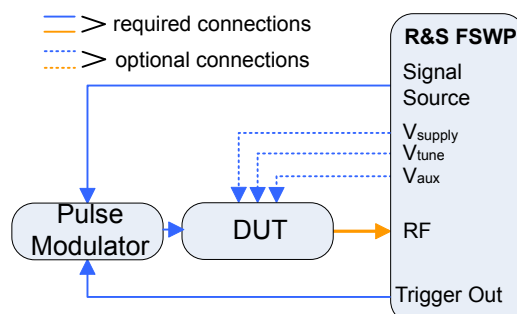 required connections
optional connections
R&S FSWP
Signal
Source
Vsupply
Vtune
Vaux
Pulse
Modulator
DUT
RF
Trigger Out